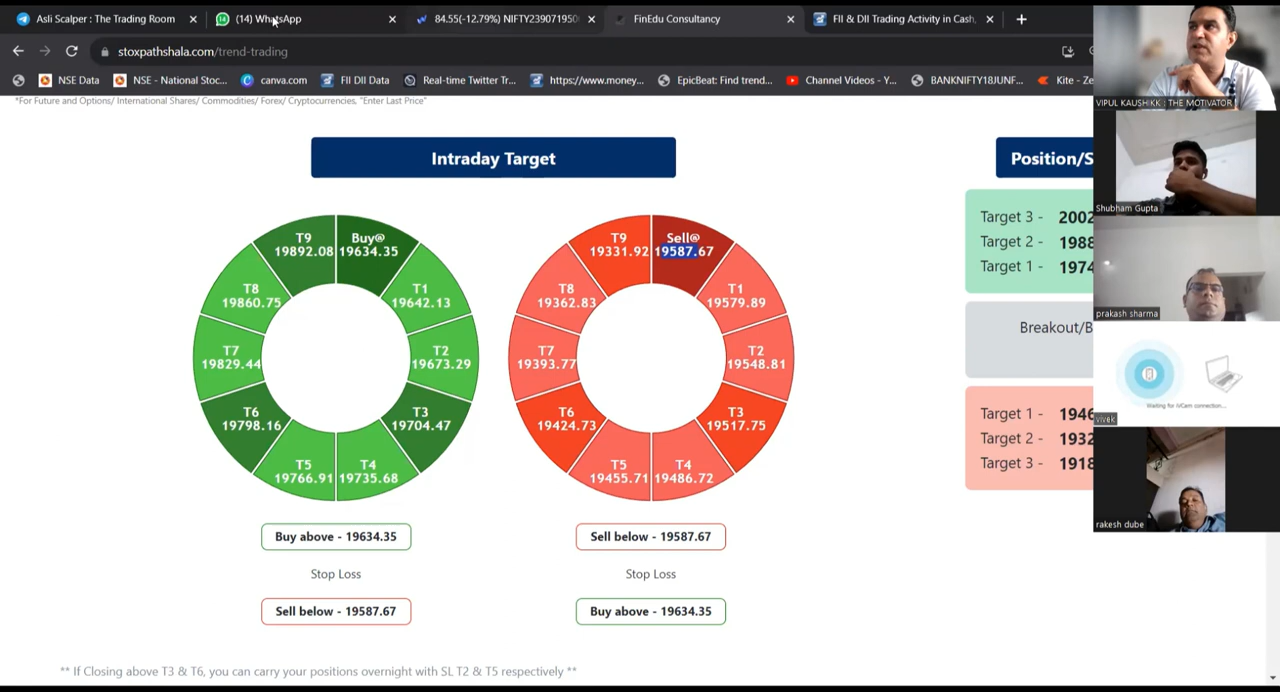 Asli Scalper : The Trading Room
(14) WhatsApp
84.55(-12.79%) NIFTY239071950
FinEdu Consultancy
FII & DII Trading Activity in Cash,
stoxpathshala.com/trend-trading
NSE Data
NSE - National Stoc...
canva.com
FII DII Data
Real-time Twitter Tr...
https://www.money...
EpicBeat: Find trend...
Channel Videos - Y...
BANKNIFTY18JUNF...
Kite - Ze
*For Future and Options/ International Shares/ Commodities/ Forex/ Cryptocurrencies, "Enter Last Price"
Intraday Target
Position/S
T9
19892.08
Buy@
19634.35
T1
19642.13
T2
19673.29
T3
19704.47
T4
19735.68
T5
19766.91
T6
19798.16
T7
19829.44
T8
19860.75
T9
19331.92
Sell@
19587.67
T1
19579.89
T2
19548.81
T3
19517.75
T4
19486.72
T5
19455.71
T6
19424.73
T7
19393.77
T8
19362.83
Target 3 - 2002
Target 2 - 1988
Target 1 - 1974
Breakout/B
Target 1 - 1946
Target 2 - 1932
Target 3 - 1918
Buy above - 19634.35
Stop Loss
Sell below - 19587.67
Sell below - 19587.67
Stop Loss
Buy above - 19634.35
** If Closing above T3 & T6, you can carry your positions overnight with SL T2 & T5 respectively **
VIPUL KAUSHIKK : THE MOTIVATOR
Shubham Gupta
prakash sharma
Waiting for iVCam connection...
vivek
rakesh dube